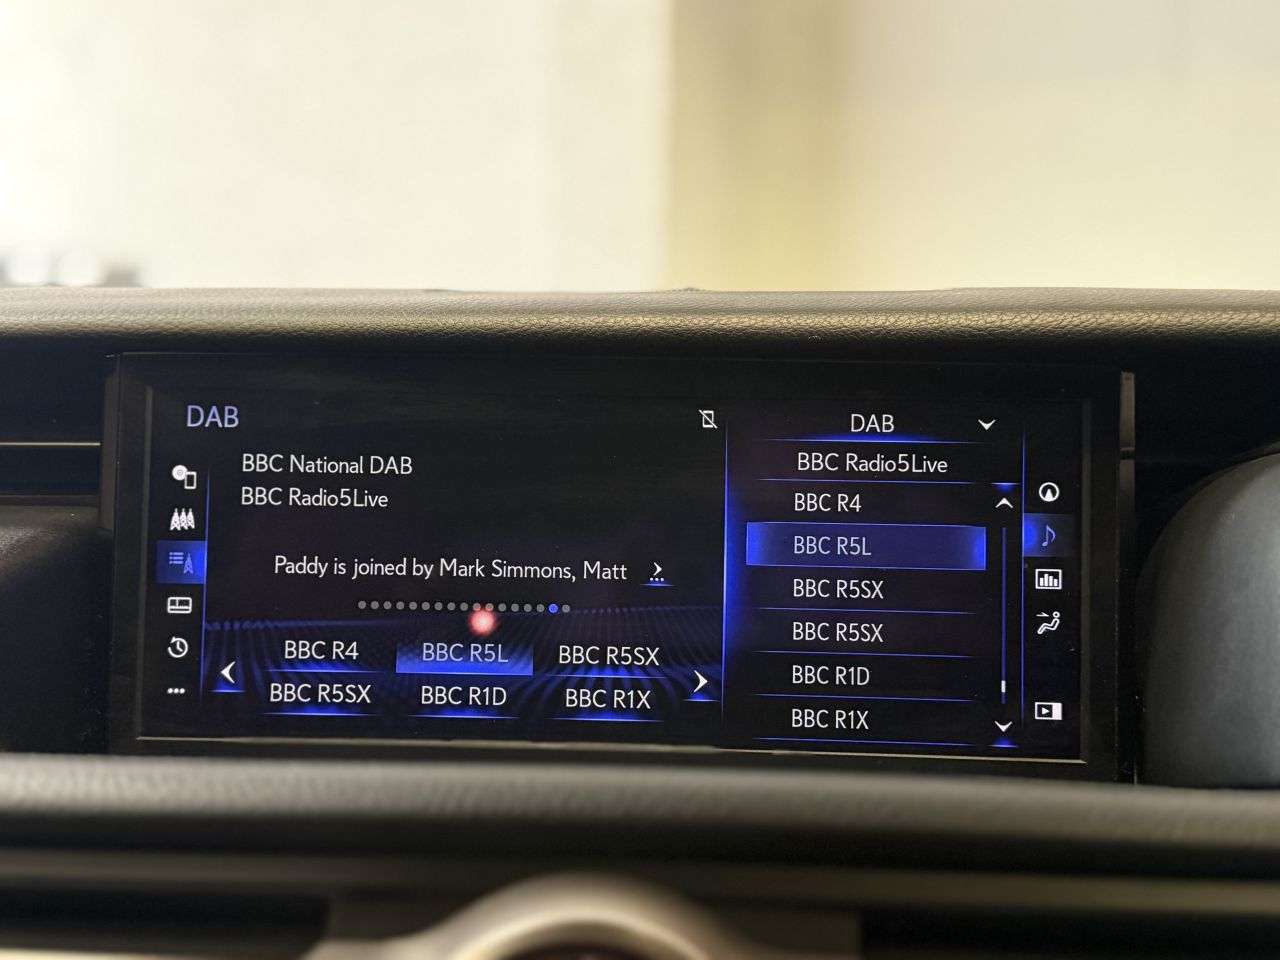 DAB
BBC National DAB
BBC Radio5Live
Paddy is joined by Mark Simmons, Matt
BBC R4 BBC R5L BBC R5SX
BBC R5SX BBC R1D BBC R1X
DAB
BBC Radio5Live
BBC R4
BBC R5L
BBC R5SX
BBC R5SX
BBC R1D
BBC R1X